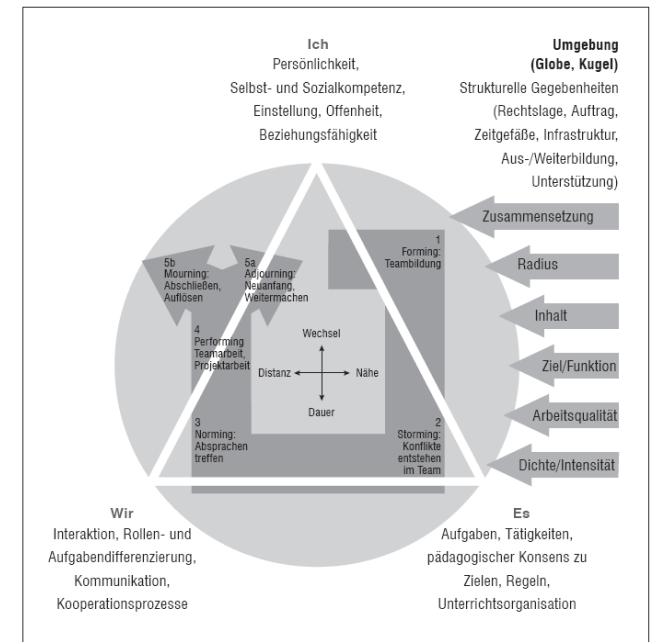 Ich
Persönlichkeit,
Selbst- und Sozialkompetenz,
Einstellung, Offenheit,
Beziehungsfähigkeit
Umgebung
(Globe, Kugel)
Strukturelle Gegebenheiten
(Rechtslage, Auftrag,
Zeitgefäße, Infrastruktur,
Aus-/Weiterbildung,
Unterstützung)
Zusammensetzung
Radius
Inhalt
Ziel/Funktion
Arbeitsqualität
Dichte/Intensität
1
Forming:
Teambildung
5b
Mourning:
Abschließen,
Auflösen
5a
Adjourning:
Neuanfang,
Weitermachen
4
Performing
Teamarbeit,
Projektarbeit
Wechsel
Distanz
Nähe
Dauer
3
Norming:
Absprachen
treffen
2
Storming:
Konflikte
entstehen
im Team
Wir
Interaktion, Rollen- und
Aufgabendifferenzierung,
Kommunikation,
Kooperationsprozesse
Es
Aufgaben, Tätigkeiten,
pädagogischer Konsens zu
Zielen, Regeln,
Unterrichtsorganisation